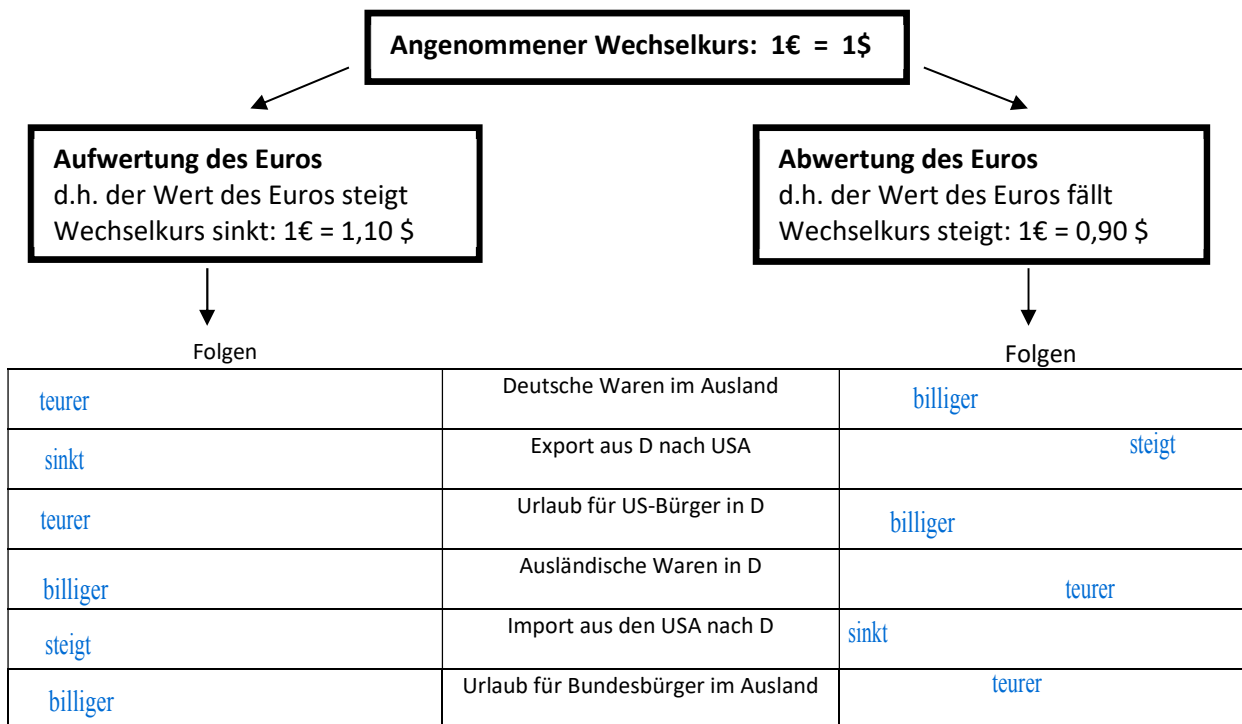 Angenommener Wechselkurs: 1€ = 1$
Aufwertung des Euros
d.h. der Wert des Euros steigt
Wechselkurs sinkt: 1€ = 1,10 $
Abwertung des Euros
d.h. der Wert des Euros fällt
Wechselkurs steigt: 1€ = 0,90 $
Folgen
Folgen
teurer
Deutsche Waren im Ausland
billiger
sinkt
Export aus D nach USA
steigt
teurer
Urlaub für US-Bürger in D
billiger
billiger
Ausländische Waren in D
teurer
steigt
Import aus den USA nach D
sinkt
billiger
Urlaub für Bundesbürger im Ausland
teurer